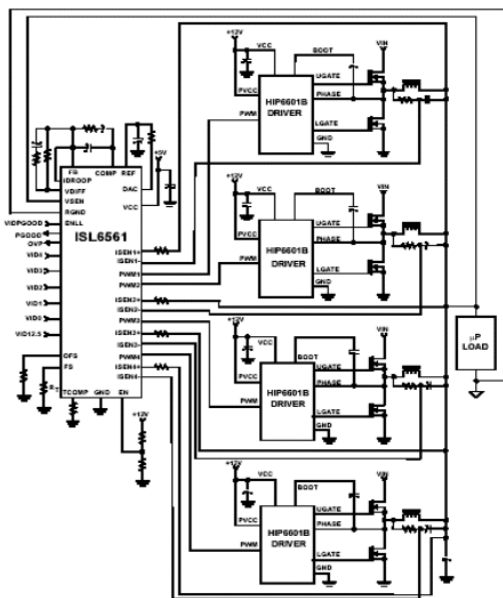 +12V
VCC
BOOT
VIN
PVCC
UGATE
PHASE
HIP6601B
DRIVER
PWM
LGATE
GND
+12V
VCC
BOOT
VIN
PVCC
UGATE
PHASE
HIP6601B
DRIVER
PWM
LGATE
GND
+12V
VCC
BOOT
VIN
PVCC
UGATE
PHASE
HIP6601B
DRIVER
PWM
LGATE
GND
+12V
VCC
BOOT
VIN
PVCC
UGATE
PHASE
HIP6601B
DRIVER
PWM
LGATE
GND
+5V
FB
COMP
REF
IDROOP
VDIFF
DAC
VSEN
VCC
RGND
ENLL
VIDPGOOD
PGOOD
OVP
ISL6561
VID4
VID3
VID2
VID1
VID0
VID12.5
ISEN1+
ISEN1-
PWM1
PWM2
ISEN2+
ISEN2-
PWM3
ISEN3+
ISEN3-
PWM4
ISEN4+
ISEN4
OFS
FS
RT
TCOMP
GND
EN
+12V
µP
LOAD